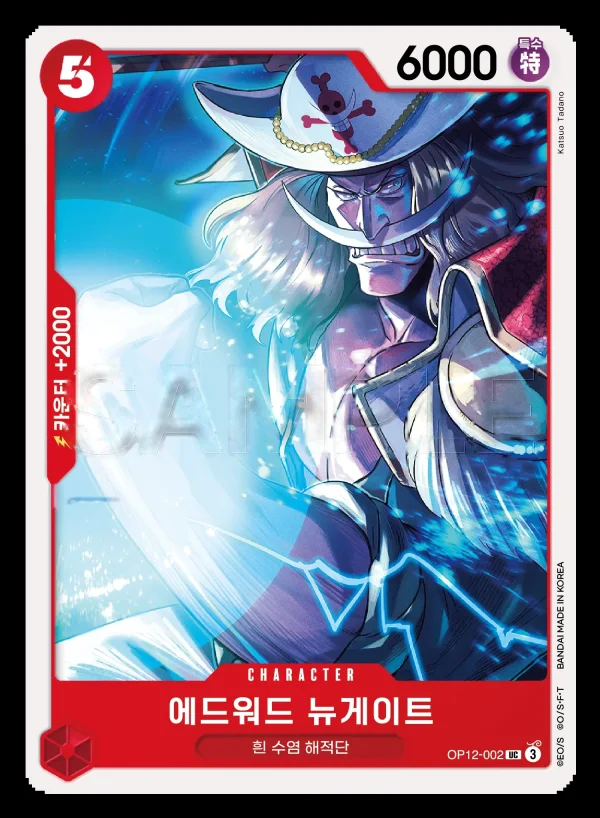 5
6000
특수
特
Katsuo Tadano
카운터 +2000
SAMPLE
CHARACTER
에드워드 뉴게이트
흰 수염 해적단
OP12-002 UC 3
©EO/S ©O/S·F·T BANDAI MADE IN KOREA